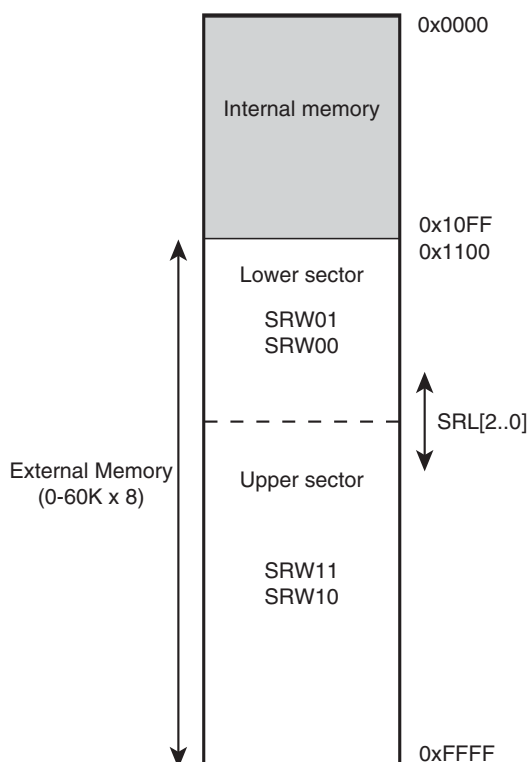 0x0000
Internal memory
0x10FF
0x1100
Lower sector
SRW01
SRW00
SRL[2..0]
External Memory
(0-60K x 8)
Upper sector
SRW11
SRW10
0xFFFF